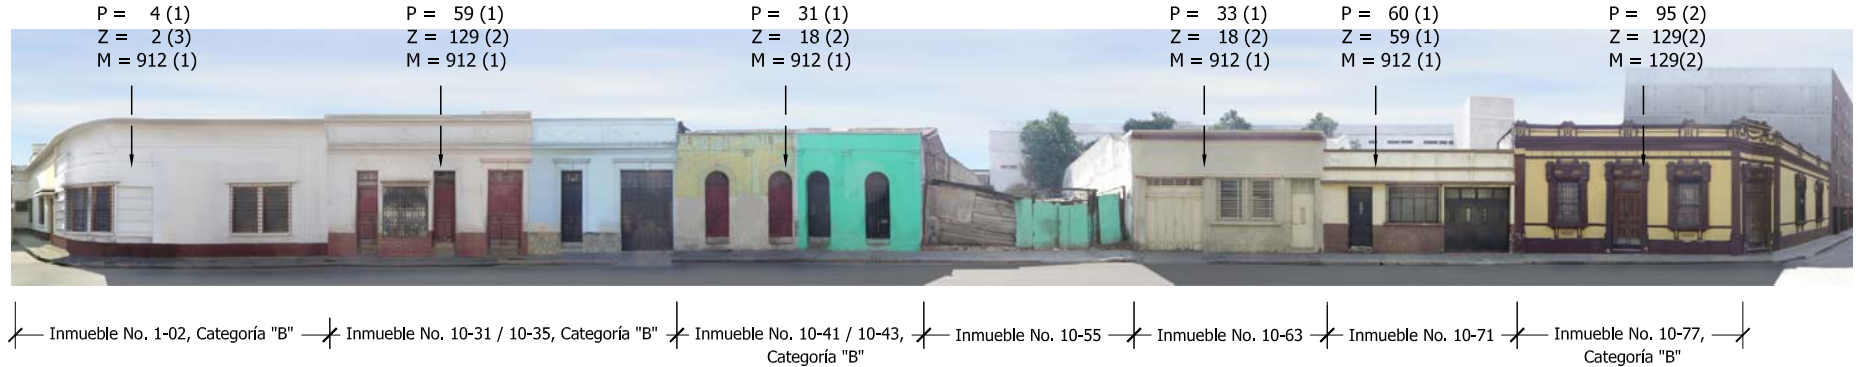 P = 4 (1)
Z = 2 (3)
M = 912 (1)
P = 59 (1)
Z = 129 (2)
M = 912 (1)
P = 31 (1)
Z = 18 (2)
M = 912 (1)
P = 33 (1)
Z = 18 (2)
M = 912 (1)
P = 60 (1)
Z = 59 (1)
M = 912 (1)
P = 95 (2)
Z = 129(2)
M = 129(2)
Inmueble No. 1-02, Categoría "B"
Inmueble No. 10-31 / 10-35, Categoría "B"
Inmueble No. 10-41 / 10-43,
Categoría "B"
Inmueble No. 10-55
Inmueble No. 10-63
Inmueble No. 10-71
Inmueble No. 10-77,
Categoría "B"